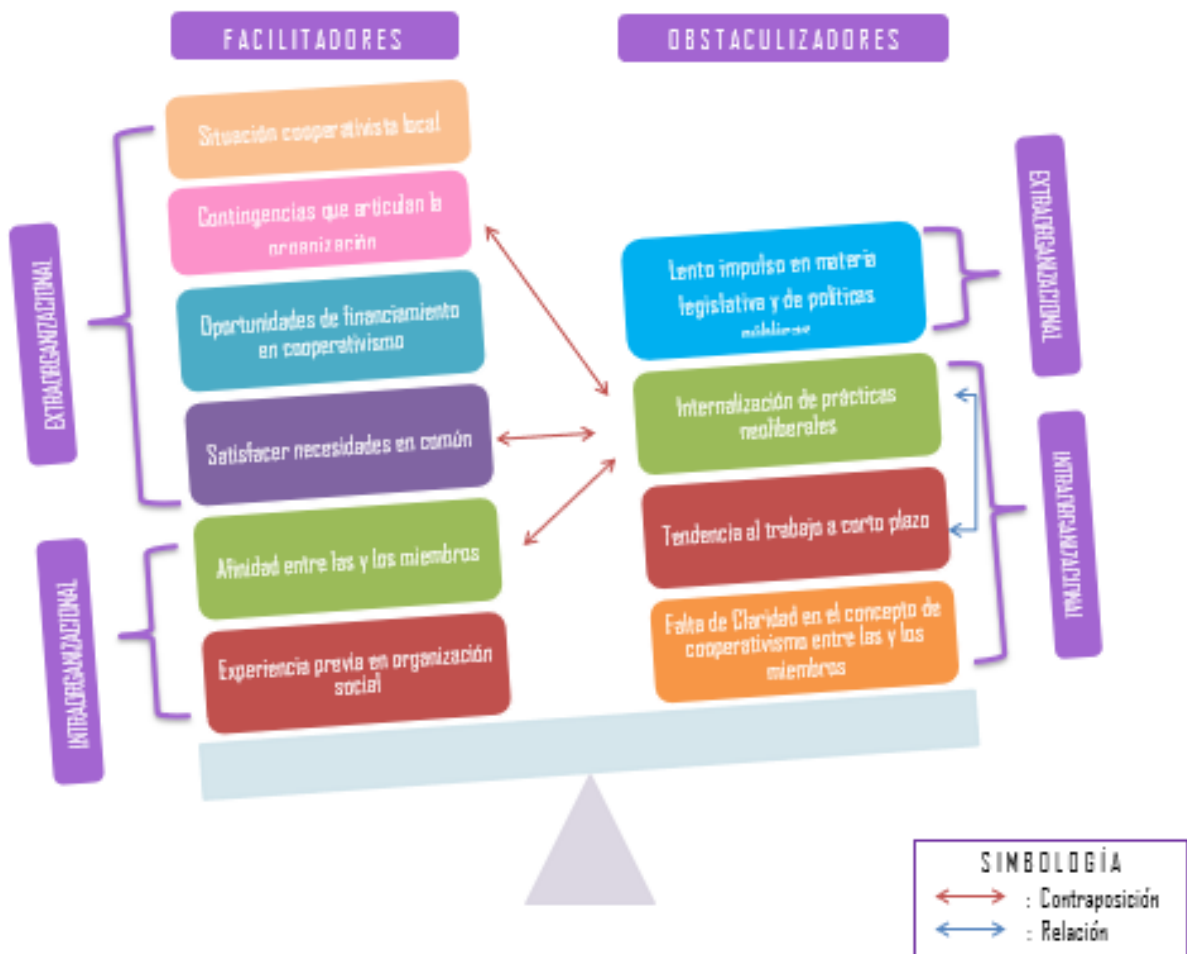 FACILITADORES
Situación cooperativista local
Contingencias que articulan la
organización
Oportunidades de financiamiento
en cooperativismo
Satisfacer necesidades en común
Afinidad entre las y los miembros
Experiencia previa en organización
social
EXTRAORGANIZACIONAL
INTRAORGANIZACIONAL
OBSTACULIZADORES
Lento impulso en materia
legislativa y de políticas
públicas
Internalización de prácticas
neoliberales
Tendencia al trabajo a corto plazo
Falta de Claridad en el concepto de
cooperativismo entre las y los
miembros
EXTRAORGANIZACIONAL
INTRAORGANIZACIONAL
SIMBOLOGÍA
: Contraposición
: Relación